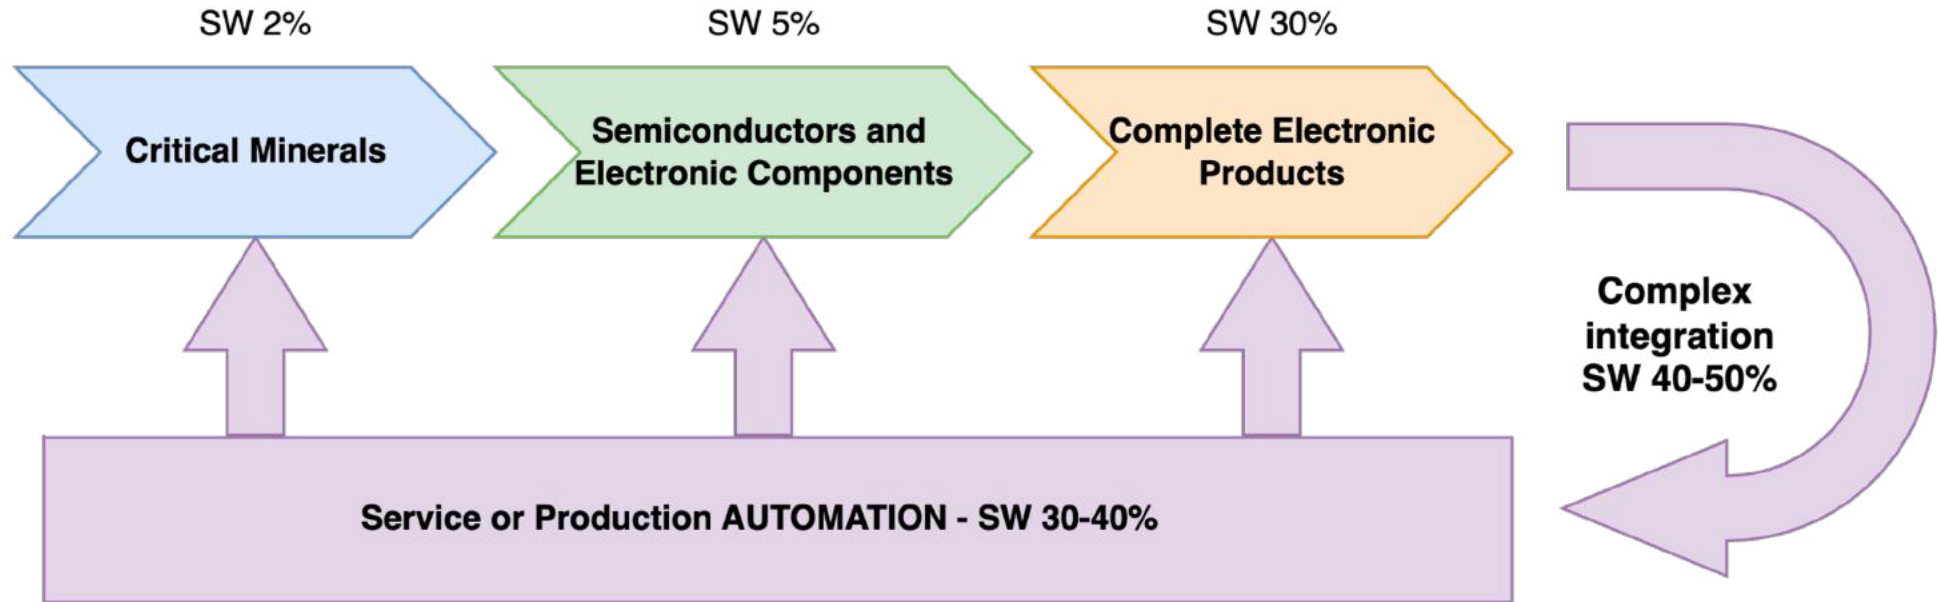 SW 2%
SW 5%
SW 30%
Critical Minerals
Semiconductors and
Electronic Components
Complete Electronic
Products
Complex
integration
SW 40-50%
Service or Production AUTOMATION - SW 30-40%